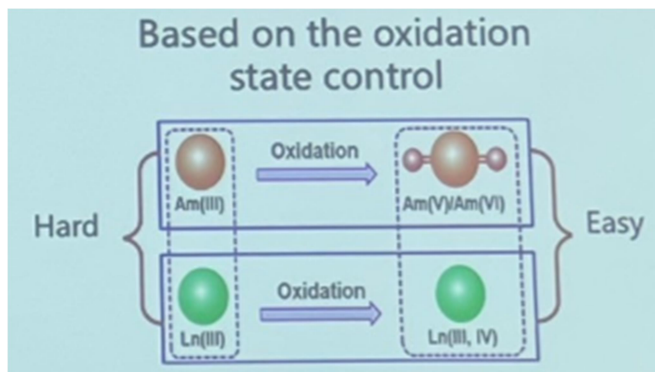 Based on the oxidation
state control
Oxidation
Am(III)
Am(V)/Am(VI)
Hard
Easy
Oxidation
Ln(III)
Ln(III, IV)